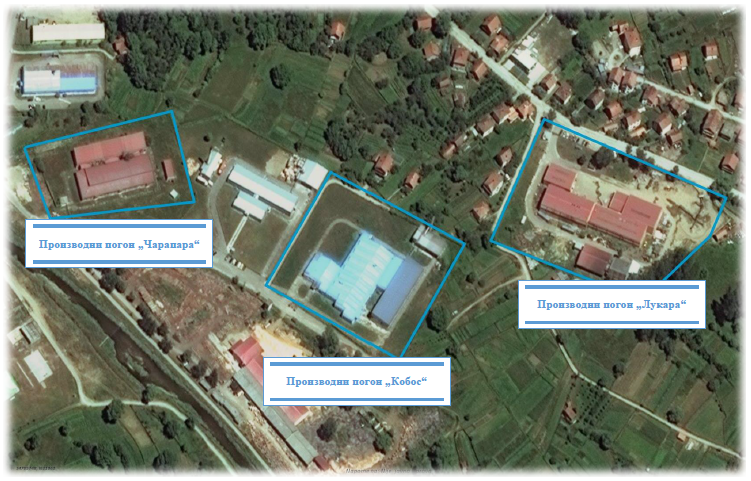 Производни погон „Чарапара“
Производни погон „Лукара“
Производни погон „Кобос“